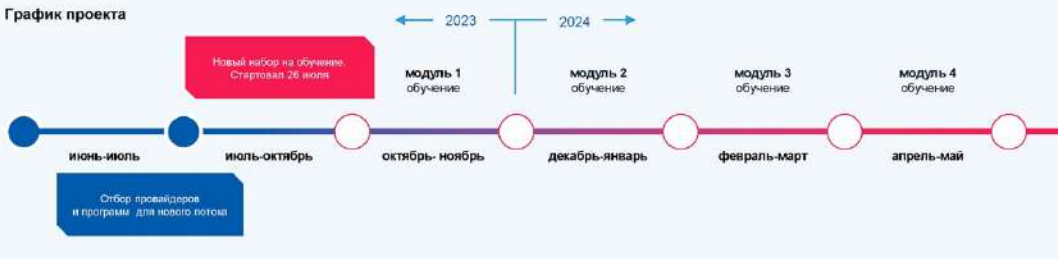 График проекта
2023
2024
Новый набор на обучение.
Стартовал 26 июля
модуль 1
обучение
модуль 2
обучение
модуль 3
обучение
модуль 4
обучение
июнь-июль
июль-октябрь
октябрь- ноябрь
декабрь-январь
февраль-март
апрель-май
Отбор провайдеров
и программ для нового потока